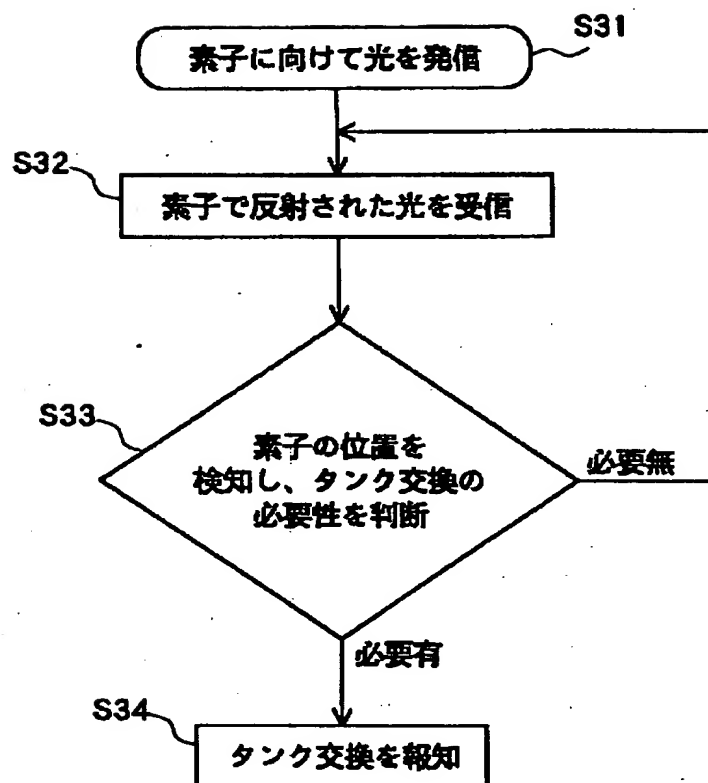 S31
素子に向けて光を発信
S32
素子で反射された光を受信
S33
素子の位置を
検知し、タンク交換の
必要性を判断
必要無
必要有
S34
タンク交換を報知